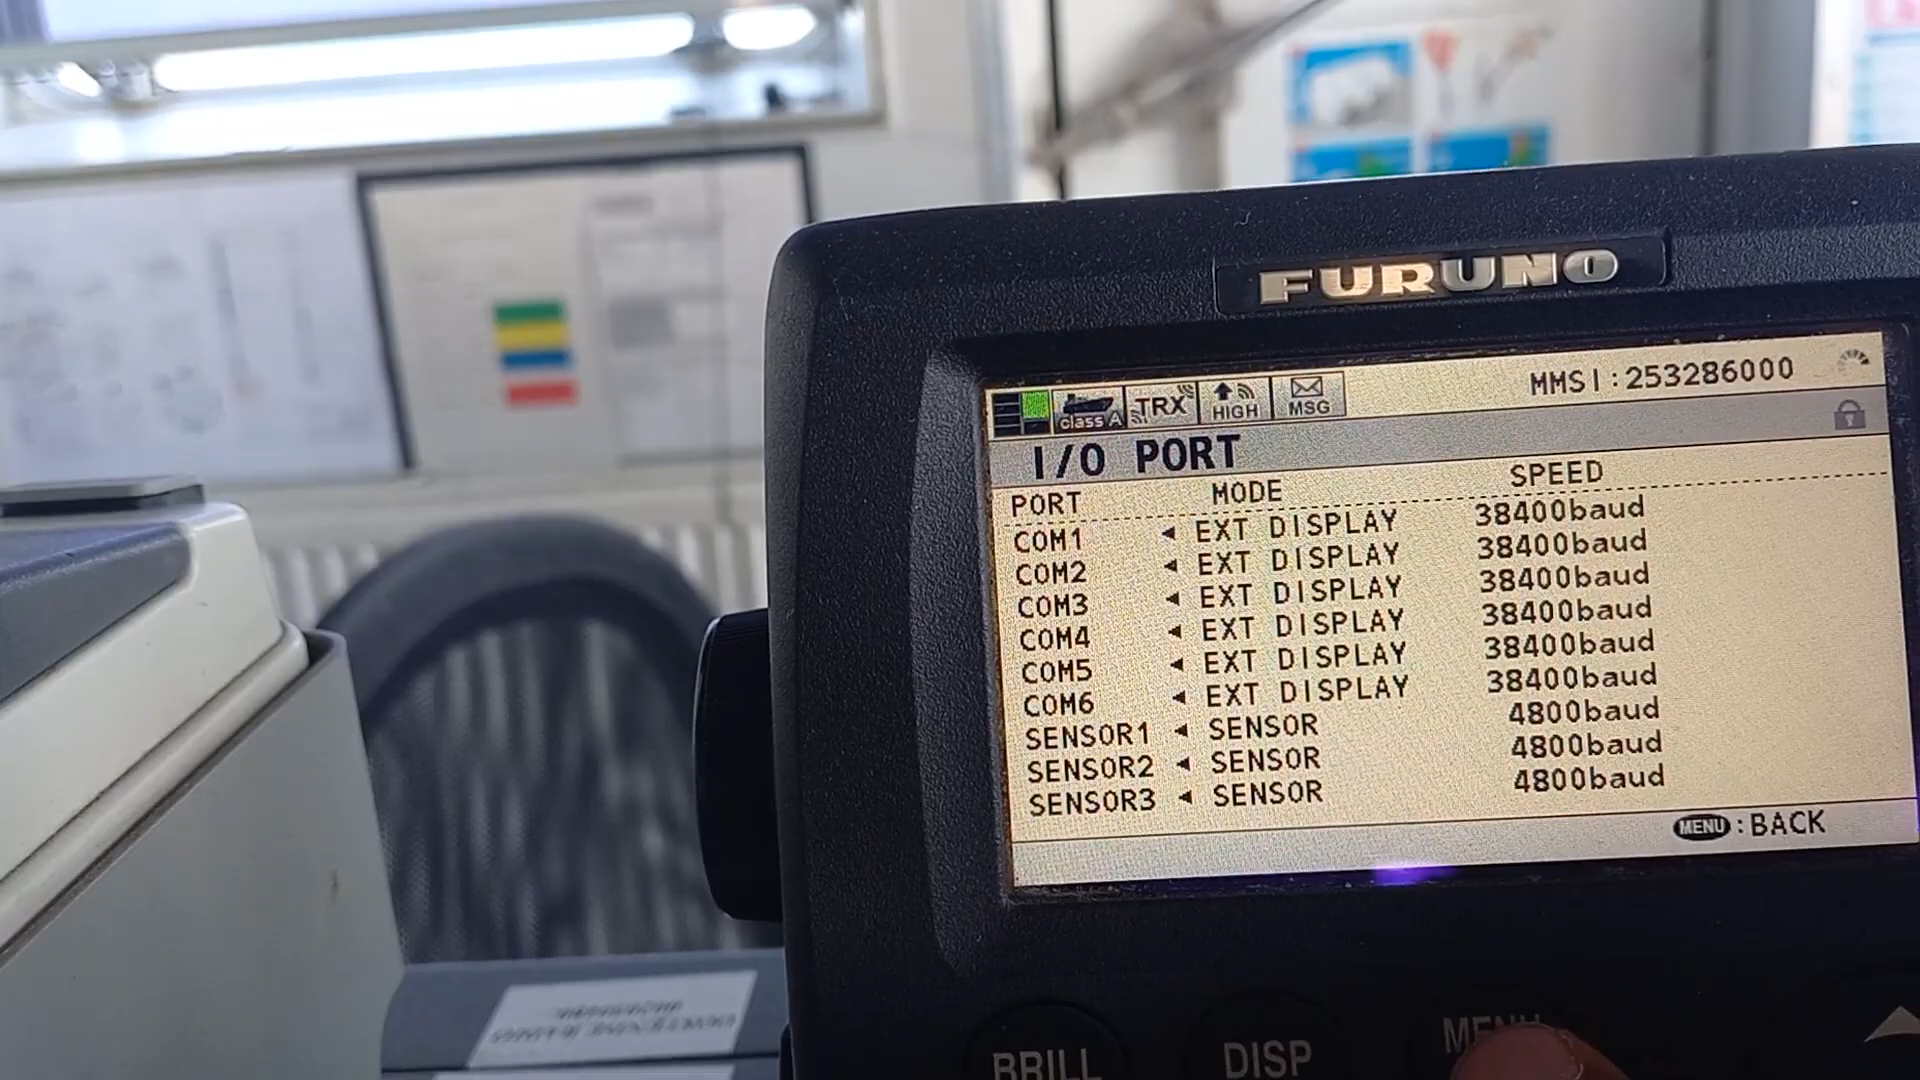 FURUNO
class A TRX HIGH MSG MMSI:253286000
I/O PORT
PORT MODE SPEED
COM1 ◄ EXT DISPLAY 38400baud
COM2 ◄ EXT DISPLAY 38400baud
COM3 ◄ EXT DISPLAY 38400baud
COM4 ◄ EXT DISPLAY 38400baud
COM5 ◄ EXT DISPLAY 38400baud
COM6 ◄ EXT DISPLAY 38400baud
SENSOR1 ◄ SENSOR 4800baud
SENSOR2 ◄ SENSOR 4800baud
SENSOR3 ◄ SENSOR 4800baud
MENU :BACK
BRILL DISP MENU